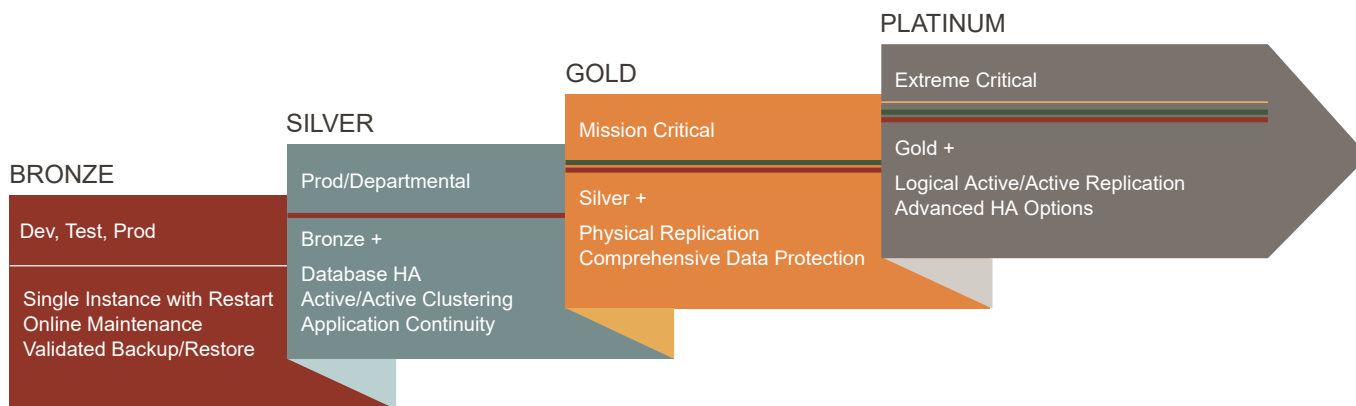 BRONZE
Dev, Test, Prod
Single Instance with Restart
Online Maintenance
Validated Backup/Restore
SILVER
Prod/Departmental
Bronze +
Database HA
Active/Active Clustering
Application Continuity
GOLD
Mission Critical
Silver +
Physical Replication
Comprehensive Data Protection
PLATINUM
Extreme Critical
Gold +
Logical Active/Active Replication
Advanced HA Options